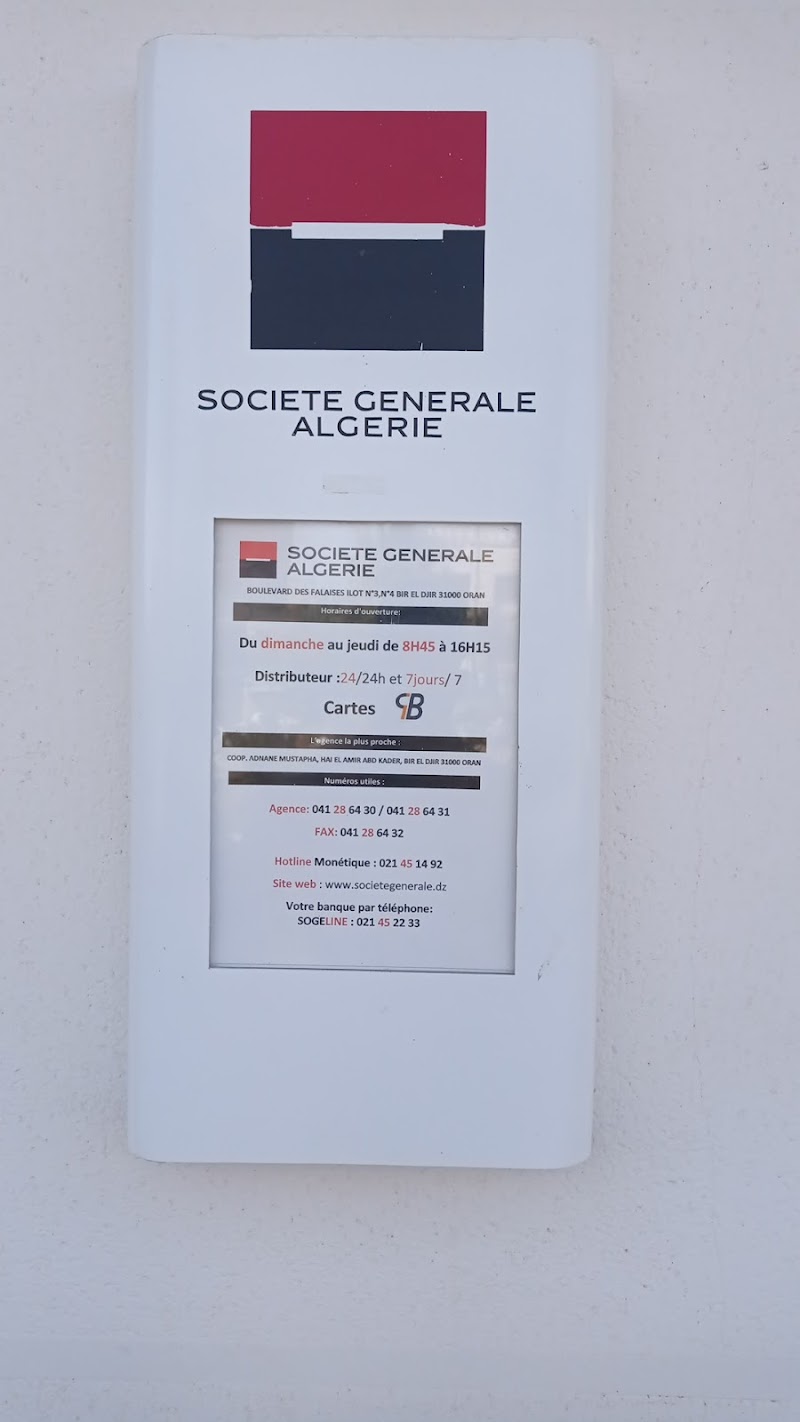 SOCIETE GENERALE
ALGERIE
SOCIETE GENERALE
ALGERIE
BOULEVARD DES FALAISES ILOT N°3,N°4 BIR EL DJIR 31000 ORAN
Horaires d'ouverture:
Du dimanche au jeudi de 8H45 à 16H15
Distributeur :24/24h et 7jours/ 7
Cartes CIB
L'agence la plus proche :
COOP. ADNANE MUSTAPHA, HAI EL AMIR ABD KADER, BIR EL DJIR 31000 ORAN
Numéros utiles :
Agence: 041 28 64 30 / 041 28 64 31
FAX: 041 28 64 32
Hotline Monétique : 021 45 14 92
Site web : www.societegenerale.dz
Votre banque par téléphone:
SOGELINE : 021 45 22 33